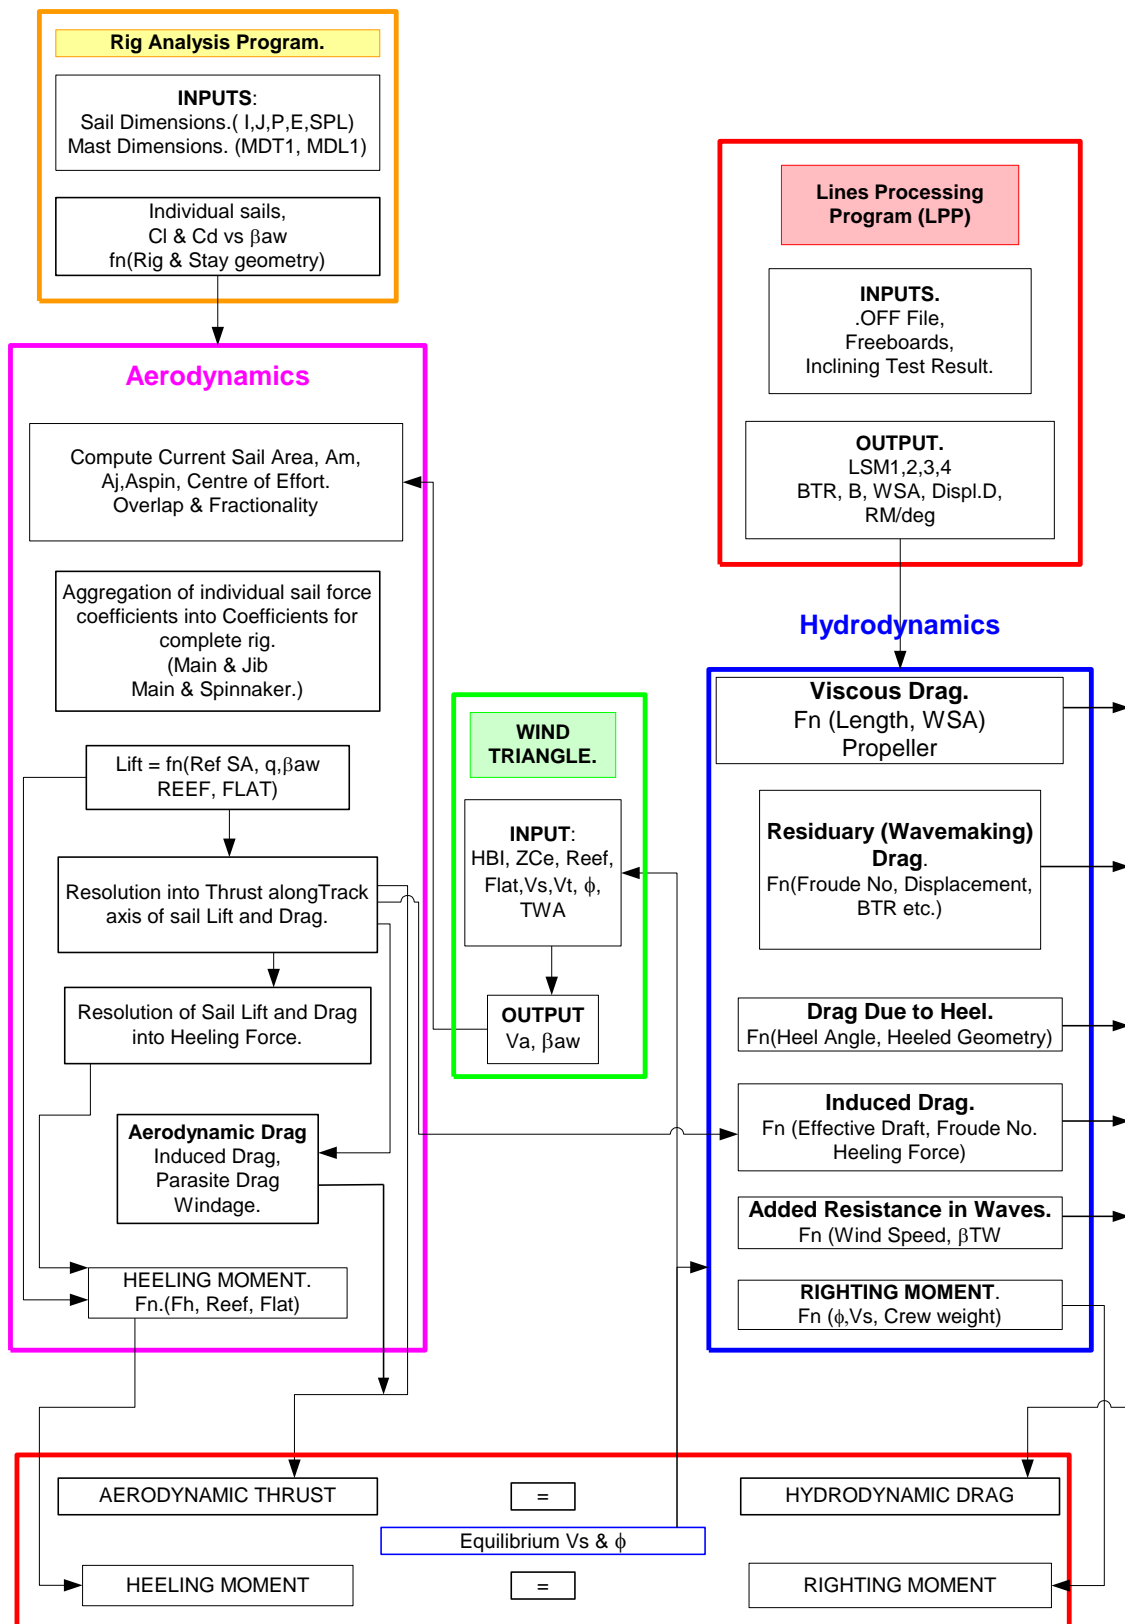 Rig Analysis Program.
INPUTS:
Sail Dimensions.( I,J,P,E,SPL)
Mast Dimensions. (MDT1, MDL1)
Individual sails,
Cl & Cd vs βaw
fn(Rig & Stay geometry)
Lines Processing
Program (LPP)
INPUTS.
.OFF File,
Freeboards,
Inclining Test Result.
OUTPUT.
LSM1,2,3,4
BTR, B, WSA, Displ.D,
RM/deg
Aerodynamics
Compute Current Sail Area, Am,
Aj,Aspin, Centre of Effort.
Overlap & Fractionality
Aggregation of individual sail force
coefficients into Coefficients for
complete rig.
(Main & Jib
Main & Spinnaker.)
Lift = fn(Ref SA, q,βaw
REEF, FLAT)
Resolution into Thrust alongTrack
axis of sail Lift and Drag.
Resolution of Sail Lift and Drag
into Heeling Force.
Aerodynamic Drag
Induced Drag,
Parasite Drag
Windage.
HEELING MOMENT.
Fn.(Fh, Reef, Flat)
WIND
TRIANGLE.
INPUT:
HBI, ZCe, Reef,
Flat,Vs,Vt, ϕ,
TWA
OUTPUT
Va, βaw
Hydrodynamics
Viscous Drag.
Fn (Length, WSA)
Propeller
Residuary (Wavemaking)
Drag.
Fn(Froude No, Displacement,
BTR etc.)
Drag Due to Heel.
Fn(Heel Angle, Heeled Geometry)
Induced Drag.
Fn (Effective Draft, Froude No.
Heeling Force)
Added Resistance in Waves.
Fn (Wind Speed, βTW
RIGHTING MOMENT.
Fn (ϕ,Vs, Crew weight)
AERODYNAMIC THRUST
=
HYDRODYNAMIC DRAG
Equilibrium Vs & ϕ
HEELING MOMENT
=
RIGHTING MOMENT